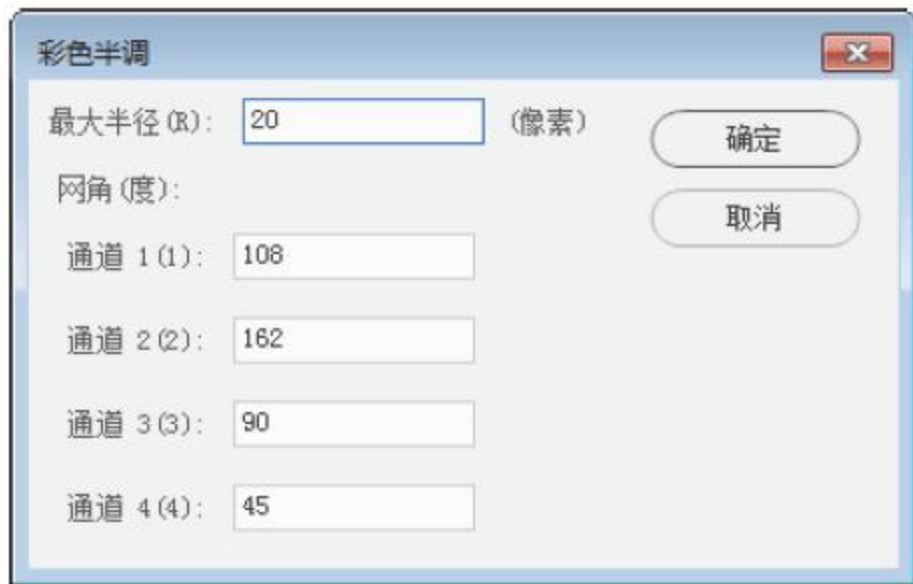 彩色半调
最大半径(R): 20 (像素)
确定
网角(度):
取消
通道 1(1): 108
通道 2(2): 162
通道 3(3): 90
通道 4(4): 45